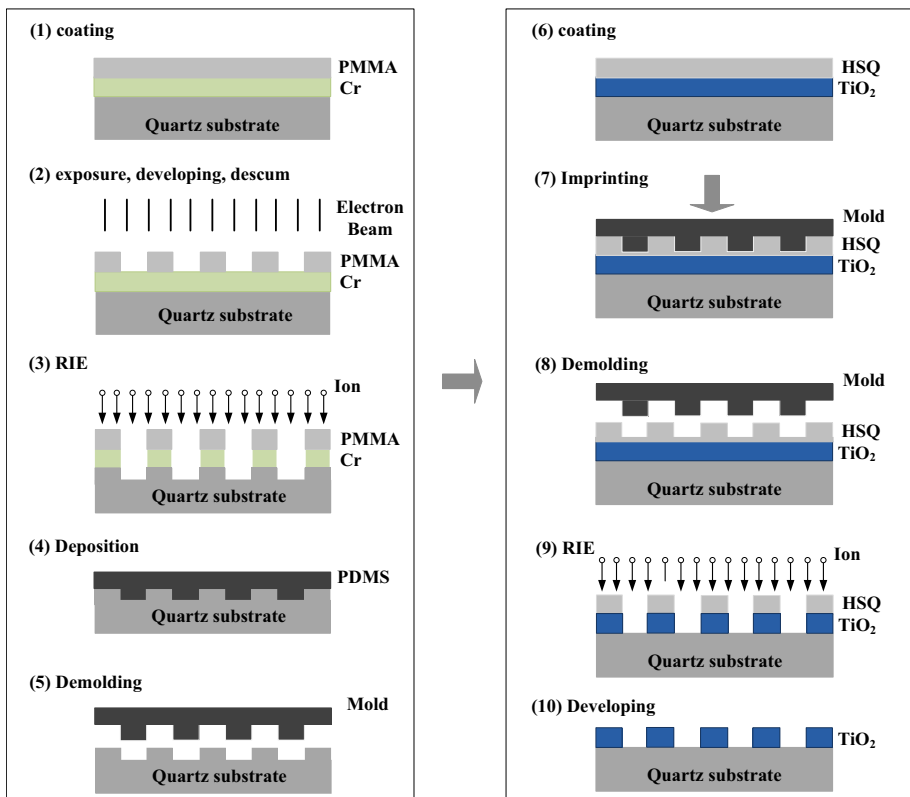 (1) coating
PMMA
Cr
Quartz substrate
(2) exposure, developing, descum
Electron
Beam
PMMA
Cr
Quartz substrate
(3) RIE
Ion
PMMA
Cr
Quartz substrate
(4) Deposition
PDMS
Quartz substrate
(5) Demolding
Mold
Quartz substrate
(6) coating
HSQ
TiO₂
Quartz substrate
(7) Imprinting
Mold
HSQ
TiO₂
Quartz substrate
(8) Demolding
Mold
HSQ
TiO₂
Quartz substrate
(9) RIE
Ion
HSQ
TiO₂
Quartz substrate
(10) Developing
TiO₂
Quartz substrate